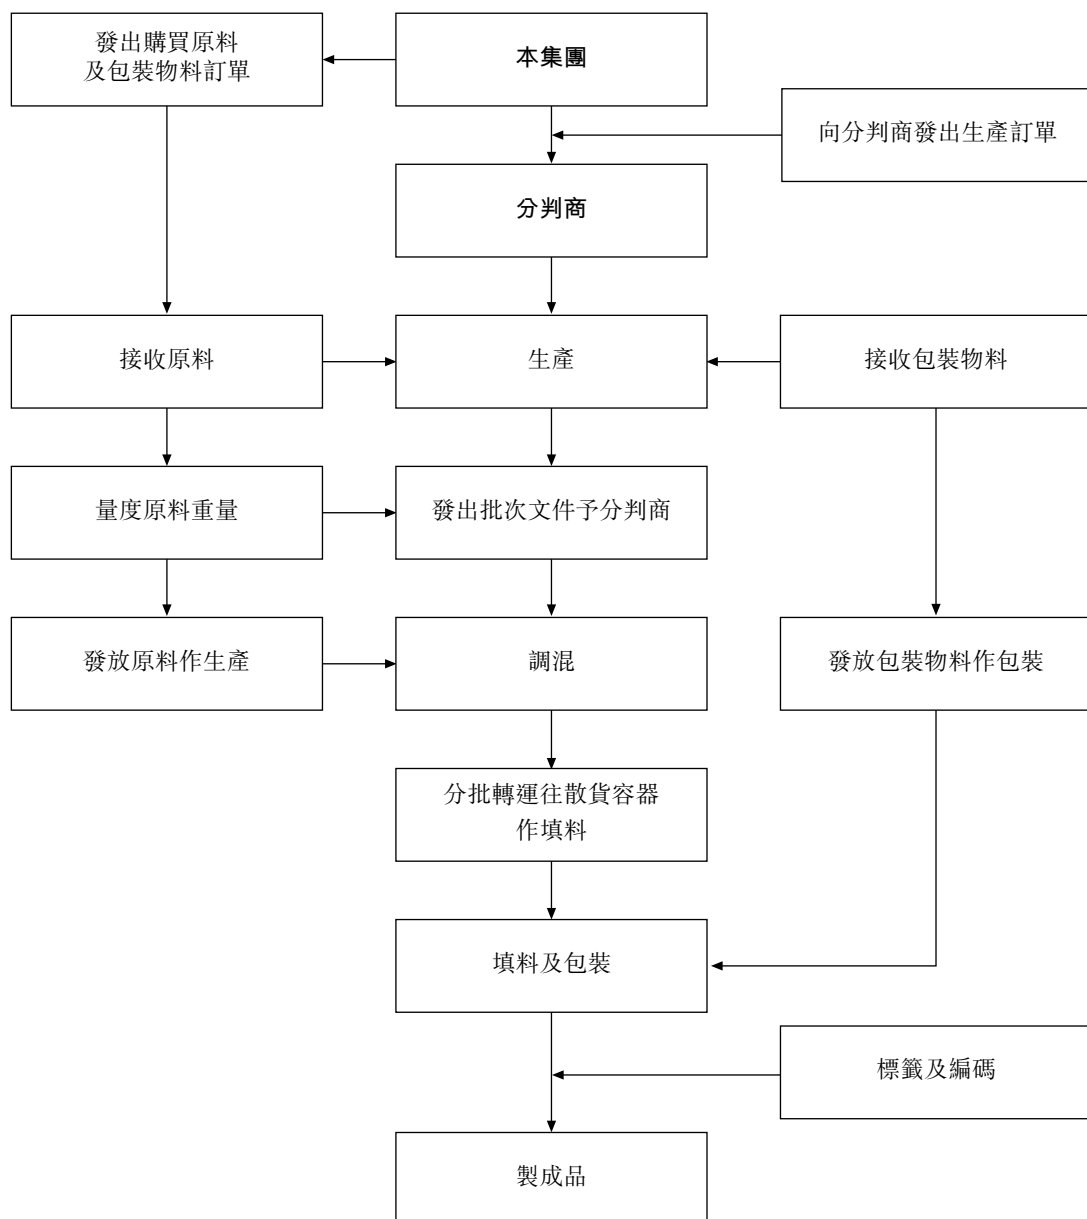 發出購買原料
及包裝物料訂單
本集團
向分判商發出生產訂單
分判商
接收原料
生產
接收包裝物料
量度原料重量
發出批次文件予分判商
發放原料作生產
調混
發放包裝物料作包裝
分批轉運往散貨容器
作填料
填料及包裝
標籤及編碼
製成品